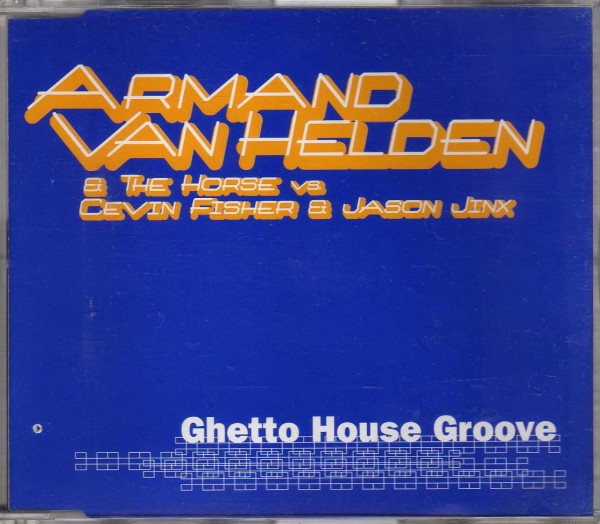 ARMAND
VAN HELDEN
& THE HORSE VS.
CEVIN FISHER & JASON JINX
Ghetto House Groove